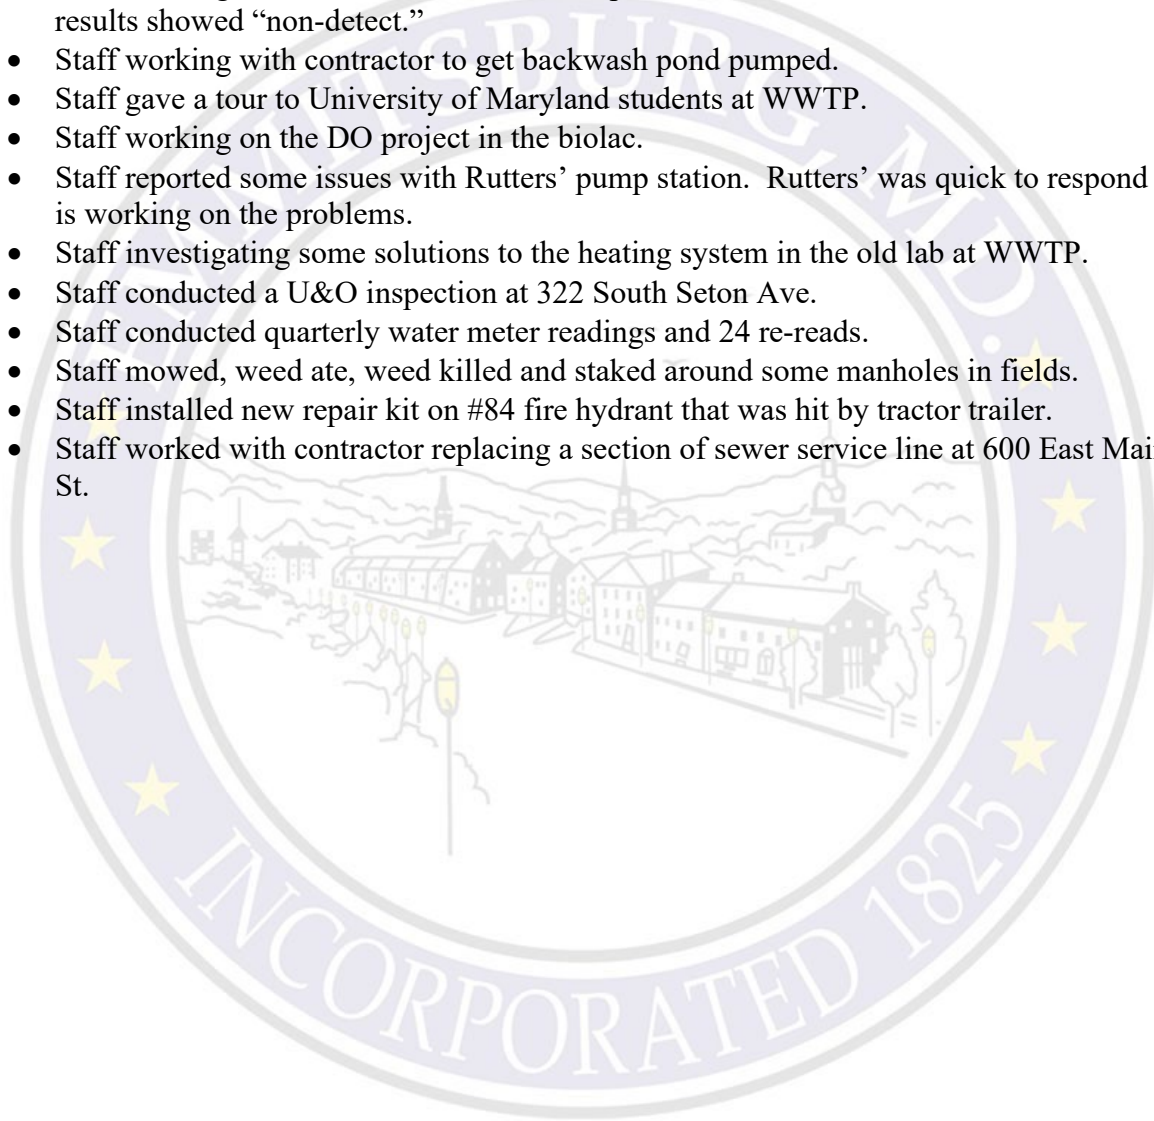 results showed “non-detect.”
• Staff working with contractor to get backwash pond pumped.
• Staff gave a tour to University of Maryland students at WWTP.
• Staff working on the DO project in the biolac.
• Staff reported some issues with Rutters’ pump station. Rutters’ was quick to respond
is working on the problems.
• Staff investigating some solutions to the heating system in the old lab at WWTP.
• Staff conducted a U&O inspection at 322 South Seton Ave.
• Staff conducted quarterly water meter readings and 24 re-reads.
• Staff mowed, weed ate, weed killed and staked around some manholes in fields.
• Staff installed new repair kit on #84 fire hydrant that was hit by tractor trailer.
• Staff worked with contractor replacing a section of sewer service line at 600 East Mai
St.
EMMITSBURG, MD.
INCORPORATED 1825